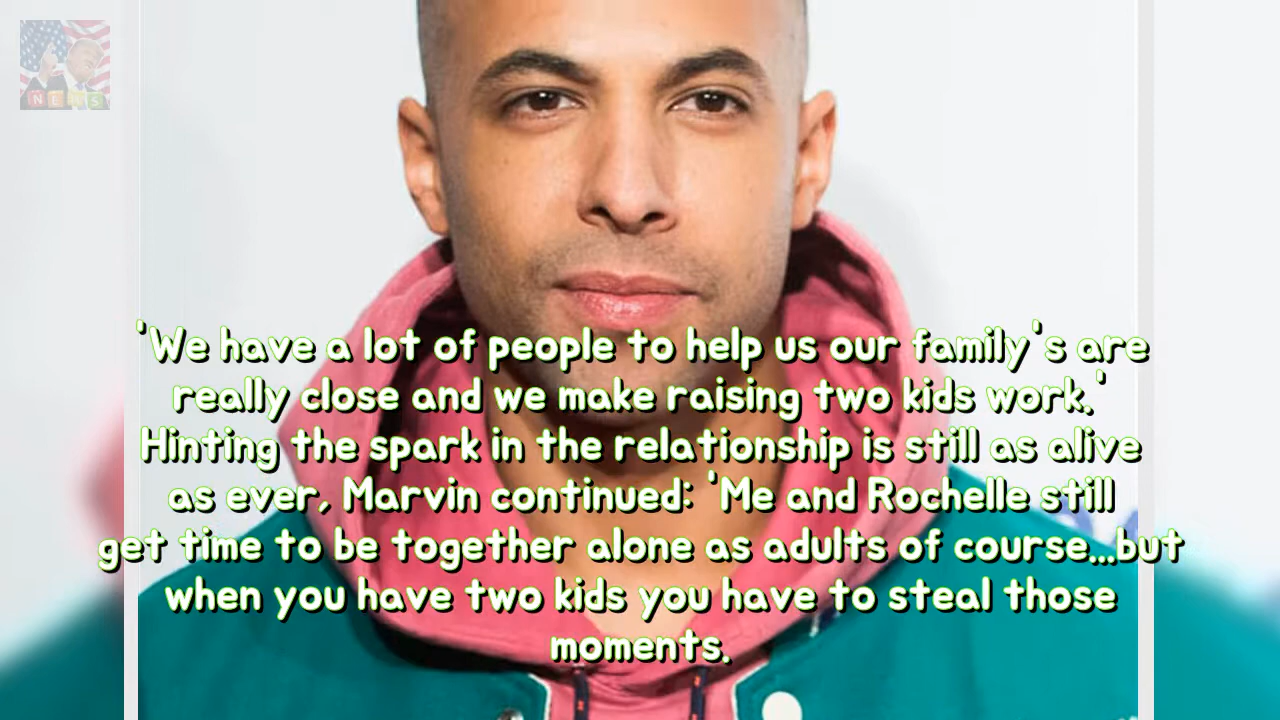 NEWS
'We have a lot of people to help us our family's are
really close and we make raising two kids work.'
Hinting the spark in the relationship is still as alive
as ever, Marvin continued: 'Me and Rochelle still
get time to be together alone as adults of course...but
when you have two kids you have to steal those
moments.